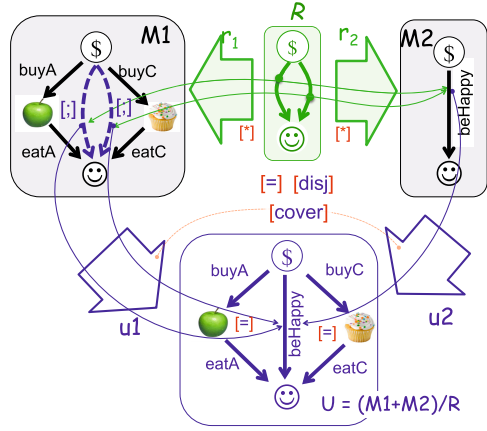 M1
r1
R
r2
M2
$
$
$
buyA
buyC
[;]
[;]
eatA
eatC
[*]
[*]
beHappy
[=] [disj]
[cover]
u1
u2
$
buyA
buyC
[=]
[=]
beHappy
eatA
eatC
U = (M1+M2)/R